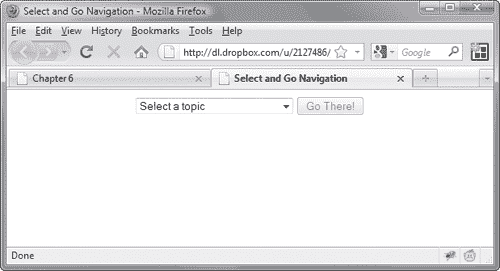 Select and Go Navigation - Mozilla Firefox
File Edit View History Bookmarks Tools Help
http://dl.dropbox.com/u/2127486/ Google
Chapter 6 Select and Go Navigation
Select a topic Go There!
Done